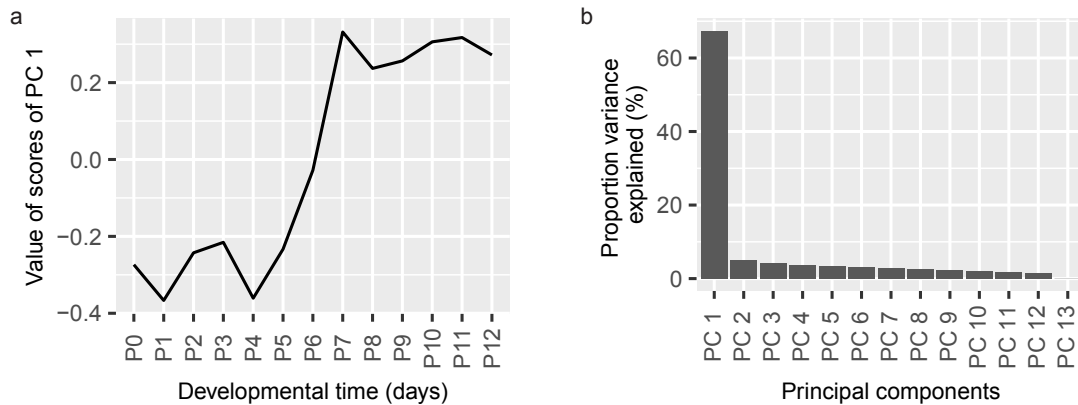 a
Value of scores of PC 1
0.2
0.0
−0.2
−0.4
P0
P1
P2
P3
P4
P5
P6
P7
P8
P9
P10
P11
P12
Developmental time (days)
b
Proportion variance
explained (%)
60
40
20
0
PC 1
PC 2
PC 3
PC 4
PC 5
PC 6
PC 7
PC 8
PC 9
PC 10
PC 11
PC 12
PC 13
Principal components